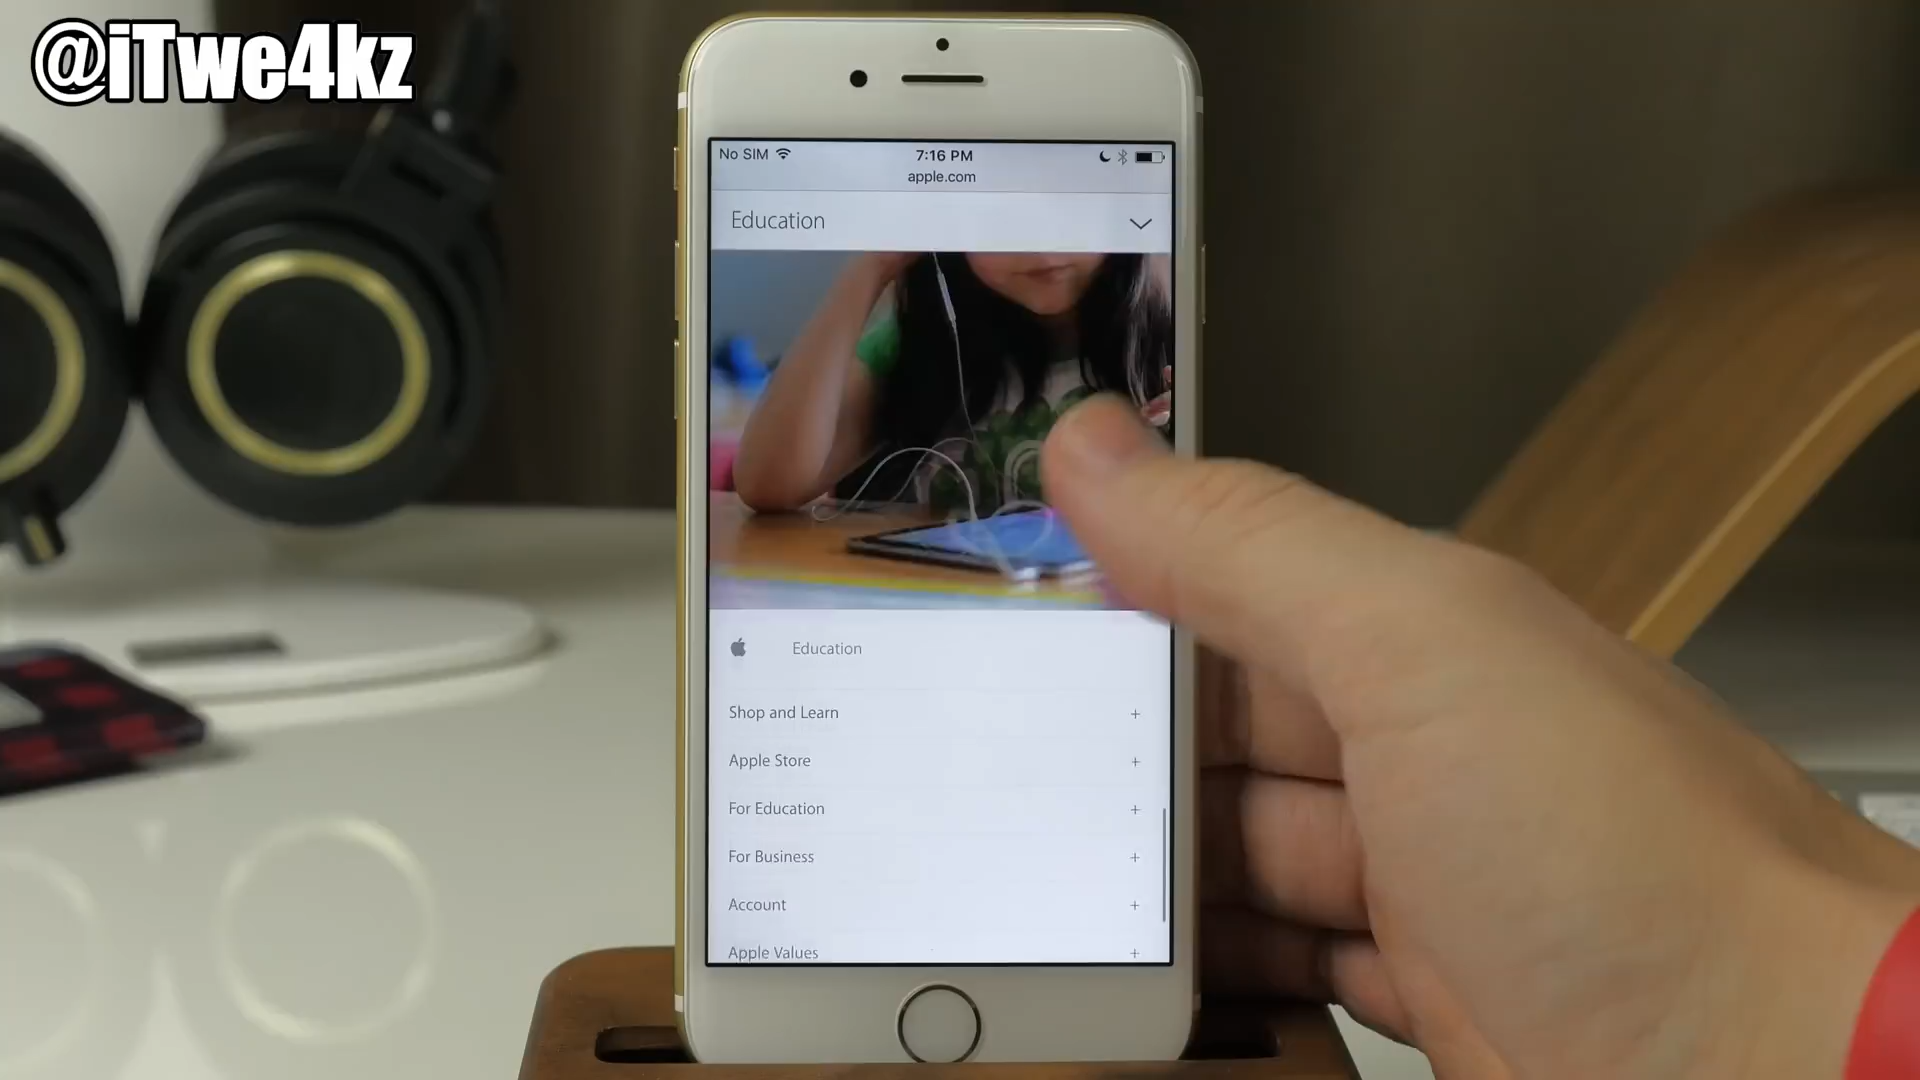 @iTwe4kz
No SIM
7:16 PM
apple.com
Education
Education
Shop and Learn
Apple Store
For Education
For Business
Account
Apple Values